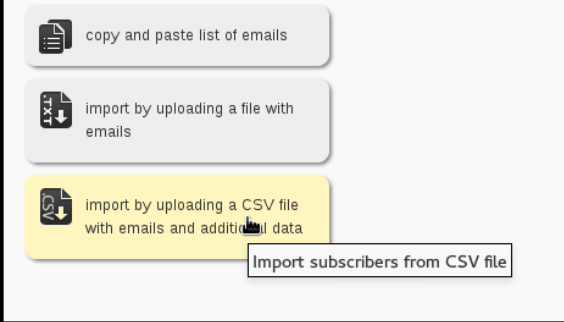 copy and paste list of emails
.TXT
import by uploading a file with
emails
.CSV
import by uploading a CSV file
with emails and additional data
Import subscribers from CSV file